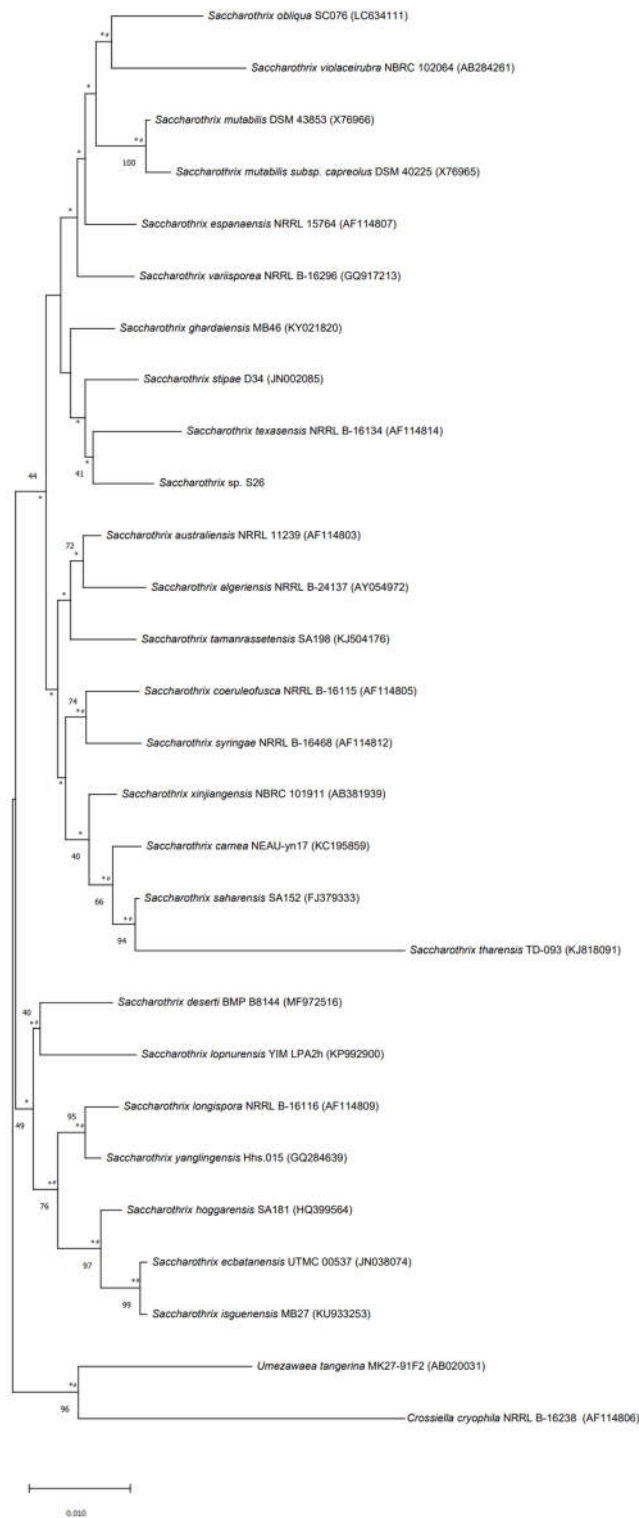 Saccharothrix obliqua SC076 (LC634111)
*#
Saccharothrix violaceirubra NBRC 102064 (AB284261)
*
Saccharothrix mutabilis DSM 43853 (X76966)
*#
*
100
Saccharothrix mutabilis subsp. capreolus DSM 40225 (X76965)
*
Saccharothrix espanaensis NRRL 15764 (AF114807)
Saccharothrix variisporea NRRL B-16296 (GQ917213)
Saccharothrix ghardaiensis MB46 (KY021820)
Saccharothrix stipae D34 (JN002085)
*
Saccharothrix texasensis NRRL B-16134 (AF114814)
*
44
41
Saccharothrix sp. S26
*
Saccharothrix australiensis NRRL 11239 (AF114803)
72
*
*
Saccharothrix algeriensis NRRL B-24137 (AY054972)
Saccharothrix tamanrassetensis SA198 (KJ504176)
*
Saccharothrix coeruleofusca NRRL B-16115 (AF114805)
74
*#
Saccharothrix syringae NRRL B-16468 (AF114812)
*
Saccharothrix xinjiangensis NBRC 101911 (AB381939)
*
40
Saccharothrix carnea NEAU-yn17 (KC195859)
*#
66
Saccharothrix saharensis SA152 (FJ379333)
*#
94
Saccharothrix tharensis TD-093 (KJ818091)
Saccharothrix deserti BMP B8144 (MF972516)
40
*#
Saccharothrix lopnurensis YIM LPA2h (KP992900)
*
49
Saccharothrix longispora NRRL B-16116 (AF114809)
95
*#
Saccharothrix yanglingensis Hhs.015 (GQ284639)
*#
76
Saccharothrix hoggarensis SA181 (HQ399564)
*#
97
Saccharothrix ecbatanensis UTMC 00537 (JN038074)
*#
99
Saccharothrix isguenensis MB27 (KU933253)
Umezawaea tangerina MK27-91F2 (AB020031)
*#
96
Crossiella cryophila NRRL B-16238 (AF114806)
0.010